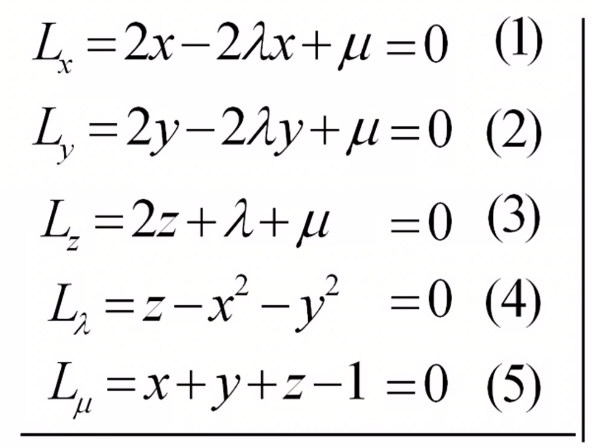 Lₓ = 2x − 2λx + μ = 0 (1)
L_y = 2y − 2λy + μ = 0 (2)
L_z = 2z + λ + μ = 0 (3)
L_λ = z − x² − y² = 0 (4)
L_μ = x + y + z − 1 = 0 (5)